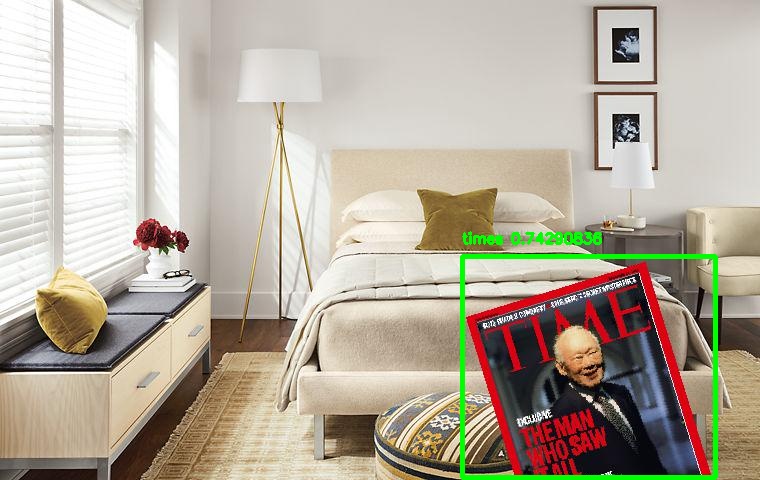 times 0.74290836
TIME
EXCLUSIVE
THE MAN
WHO SAW
IT ALL